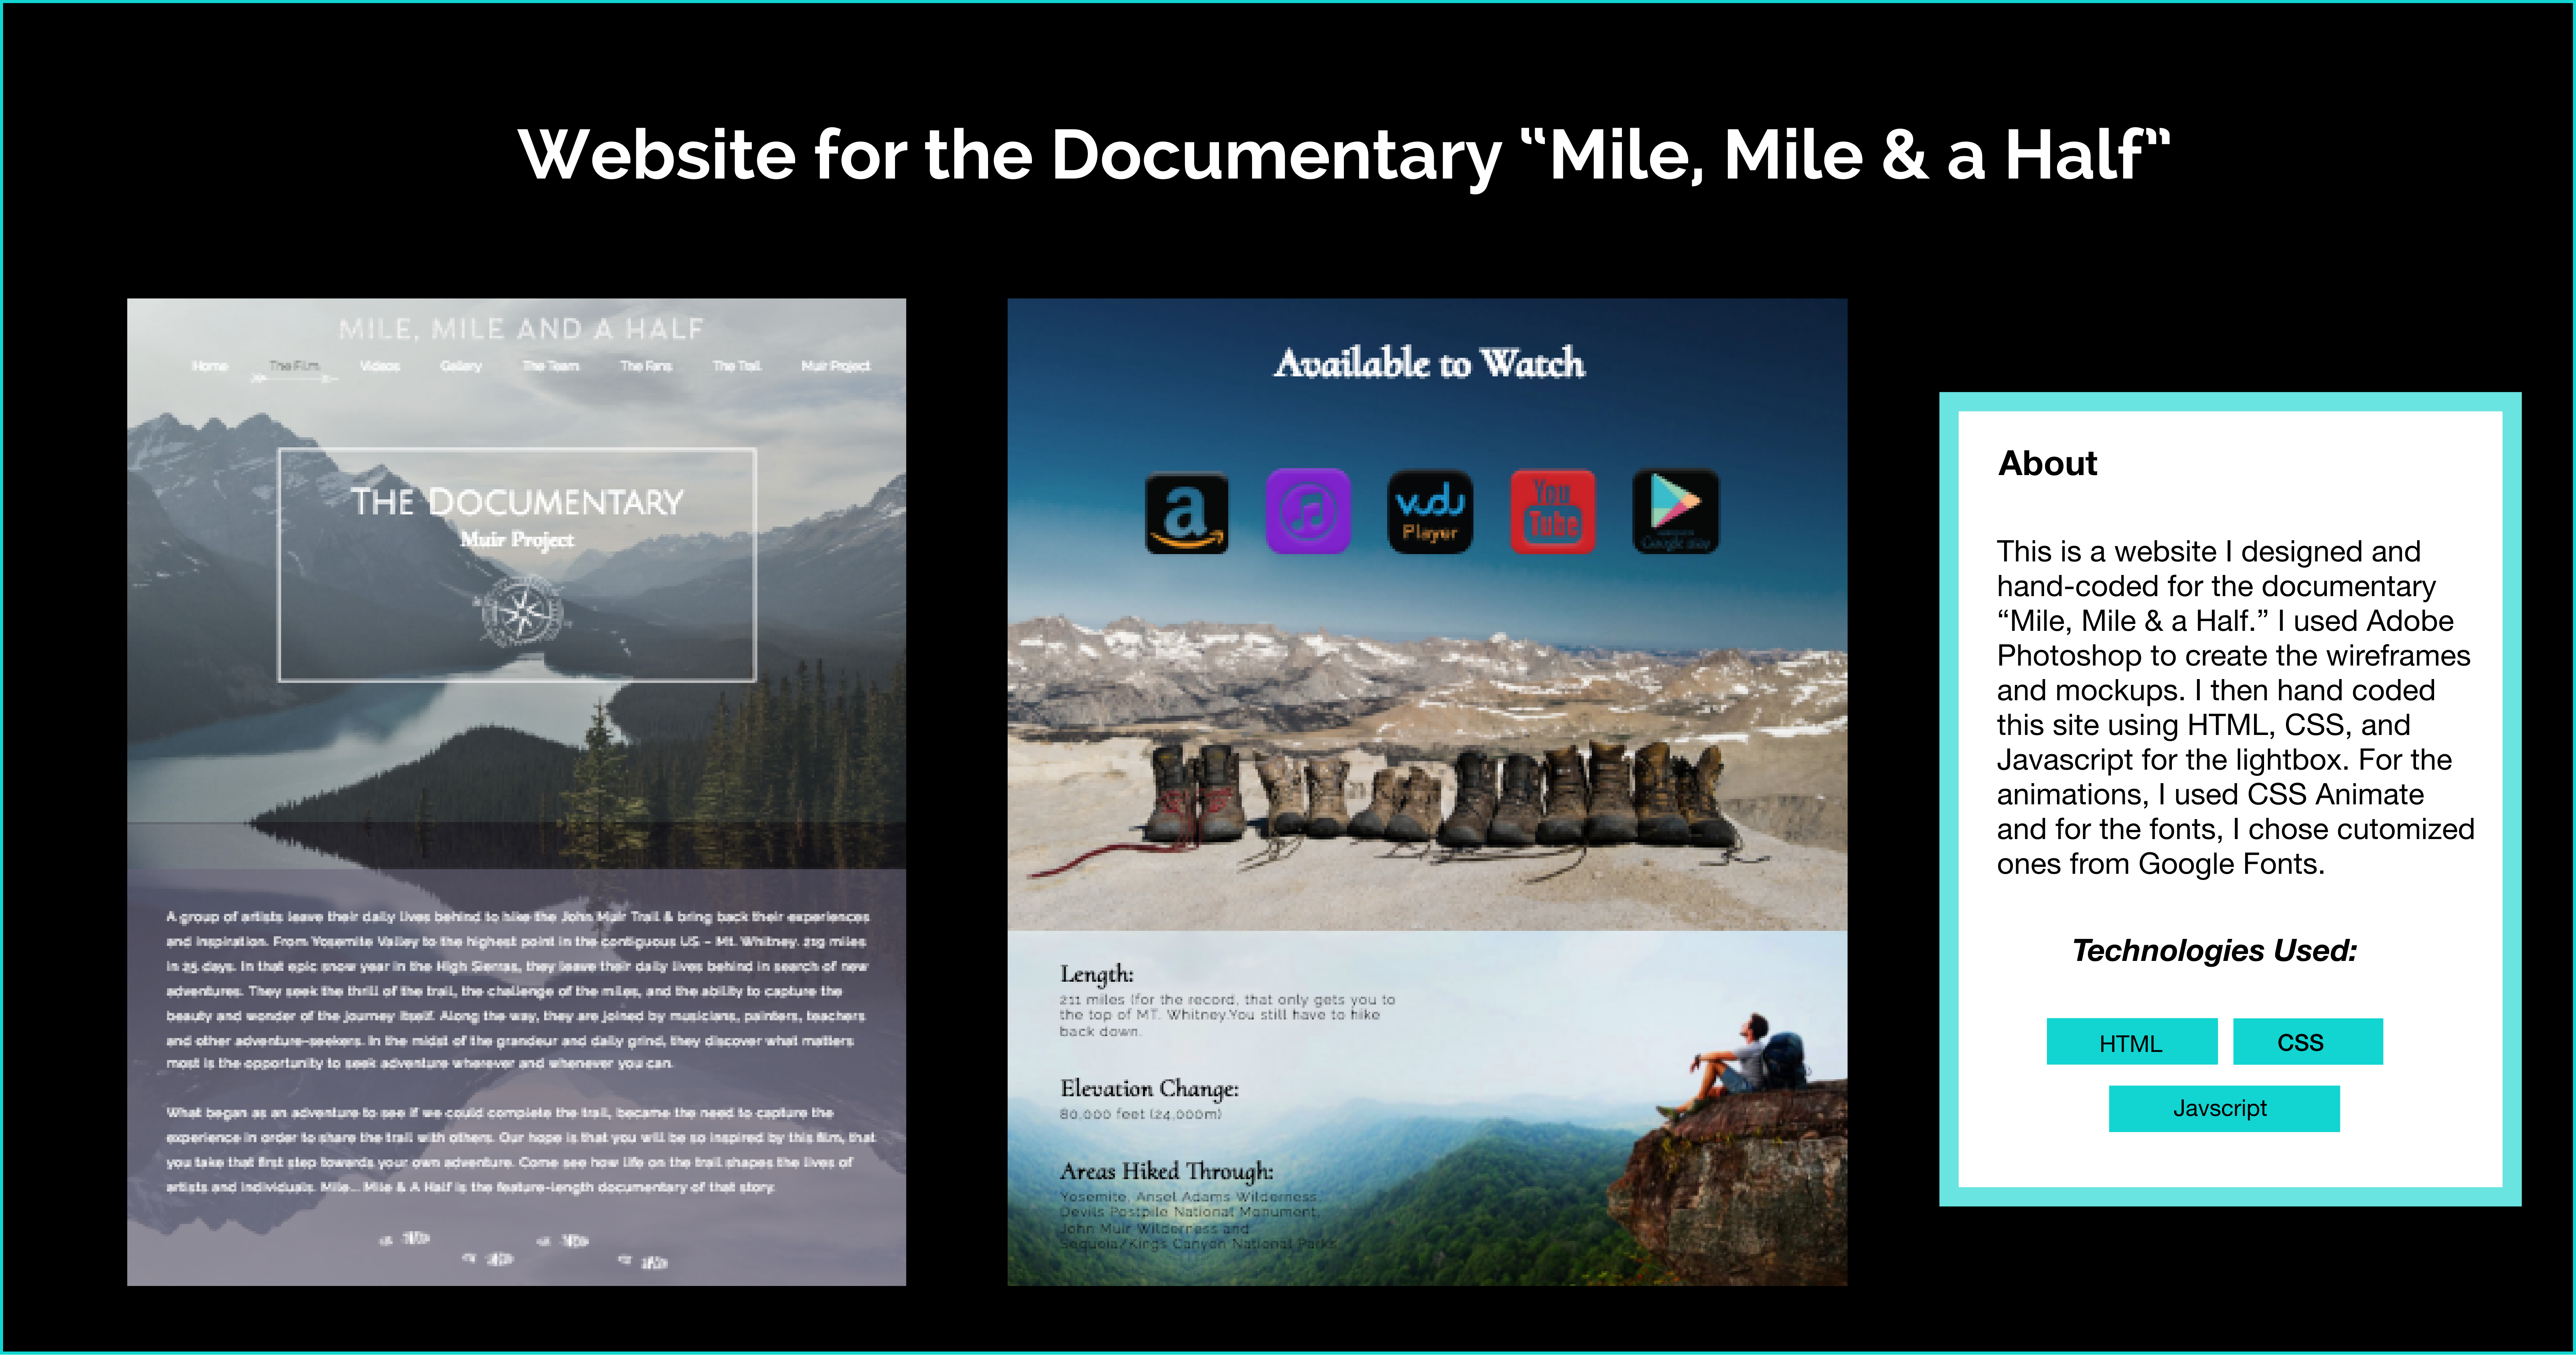 Website for the Documentary “Mile, Mile & a Half”
MILE, MILE AND A HALF
Home The Film Videos Gallery The Team The Fans The Trail Muir Project
THE DOCUMENTARY
Muir Project
A group of artists leave their daily lives behind to hike the John Muir Trail & bring back their experiences
and inspiration. From Yosemite Valley to the highest point in the contiguous US – Mt. Whitney. 219 miles
in 25 days. In that epic snow year in the High Sierras, they leave their daily lives behind in search of new
adventures. They seek the thrill of the trail, the challenge of the miles, and the ability to capture the
beauty and wonder of the journey itself. Along the way, they are joined by musicians, painters, teachers
and other adventure-seekers. In the midst of the grandeur and daily grind, they discover what matters
most is the opportunity to seek adventure wherever and whenever you can.
What began as an adventure to see if we could complete the trail, became the need to capture the
experience in order to share the trail with others. Our hope is that you will be so inspired by this film, that
you take that first step towards your own adventure. Come see how life on the trail shapes the lives of
artists and individuals. Mile... Mile & A Half is the feature-length documentary of that story.
Available to Watch
a
vudu
Player
You
Tube
Google play
Length:
211 miles (for the record, that only gets you to
the top of MT. Whitney.You still have to hike
back down.
Elevation Change:
80,000 feet (24,000m)
Areas Hiked Through:
Yosemite, Ansel Adams Wilderness,
Devils Postpile National Monument,
John Muir Wilderness and
Sequoia/Kings Canyon National Parks
About
This is a website I designed and
hand-coded for the documentary
“Mile, Mile & a Half.” I used Adobe
Photoshop to create the wireframes
and mockups. I then hand coded
this site using HTML, CSS, and
Javascript for the lightbox. For the
animations, I used CSS Animate
and for the fonts, I chose cutomized
ones from Google Fonts.
Technologies Used:
HTML CSS
Javscript